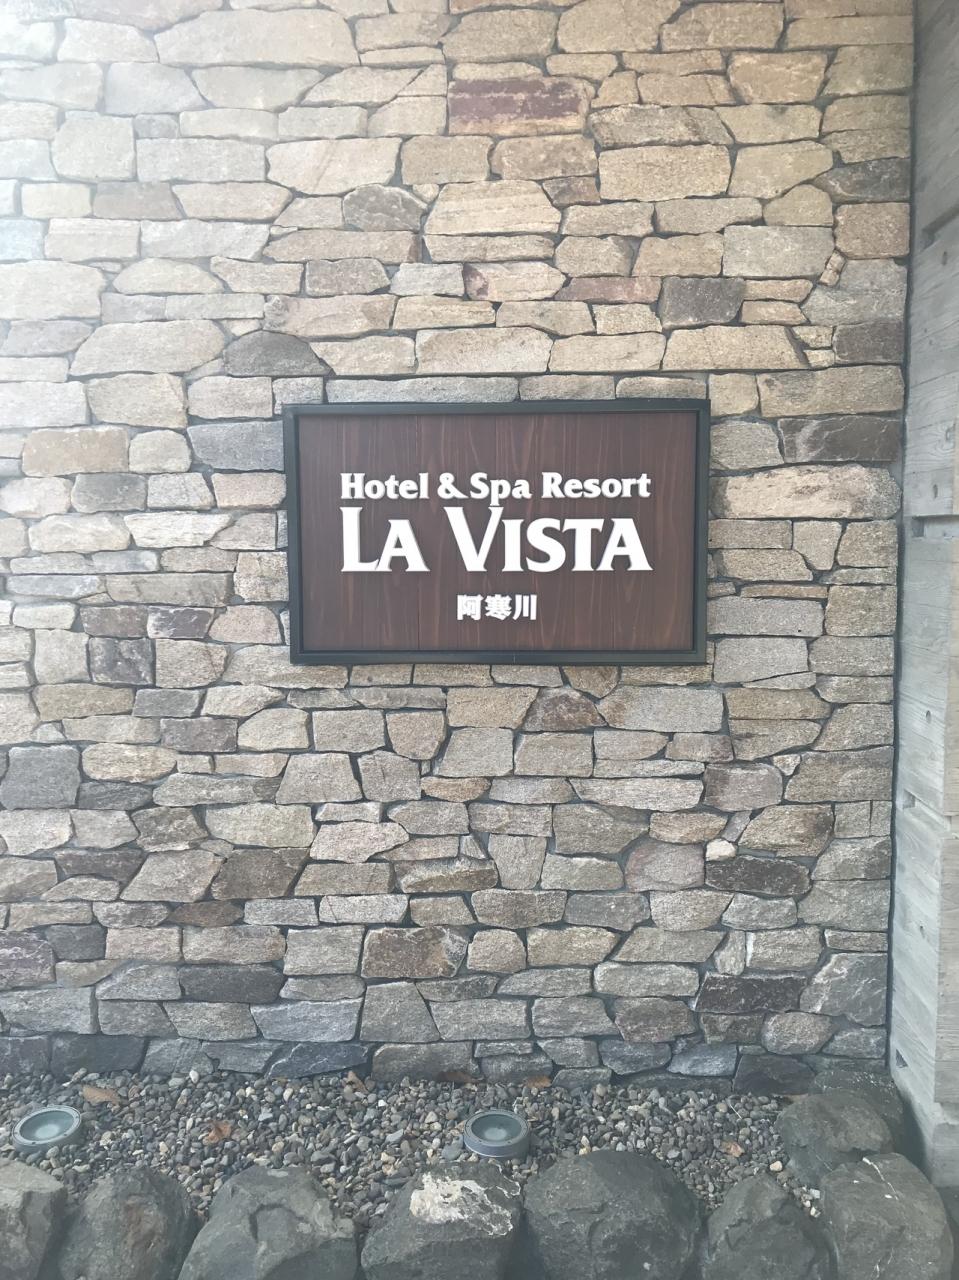 Hotel & Spa Resort
LA VISTA
阿寒川